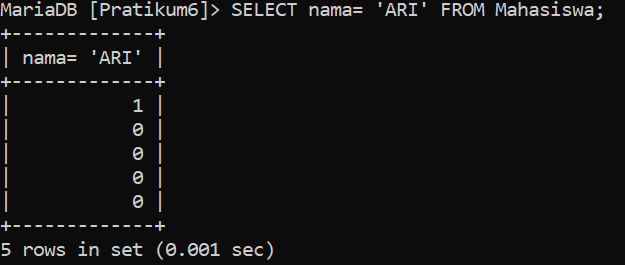 MariaDB [Pratikum6]> SELECT nama= 'ARI' FROM Mahasiswa;
+-------------+
| nama= 'ARI' |
+-------------+
|           1 |
|           0 |
|           0 |
|           0 |
|           0 |
+-------------+
5 rows in set (0.001 sec)